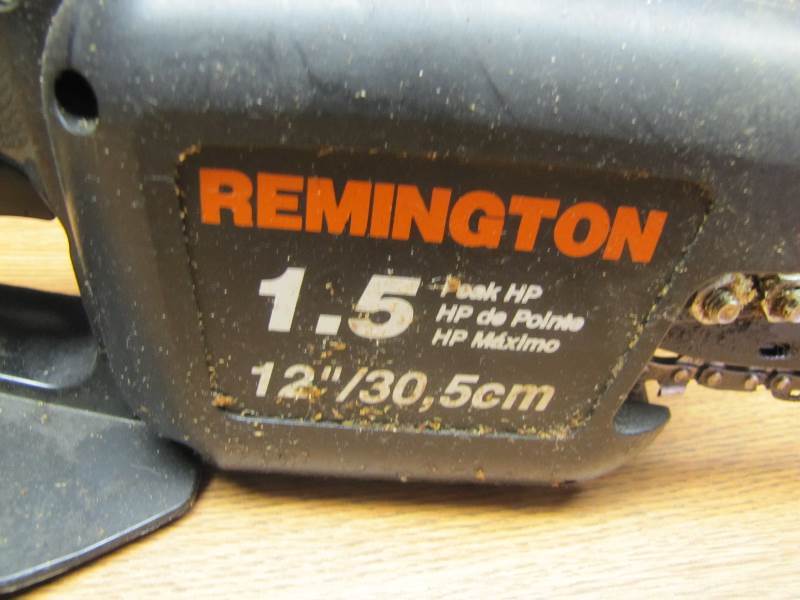 REMINGTON
1.5
Peak HP
HP de Pointe
HP Máximo
12"/30,5cm